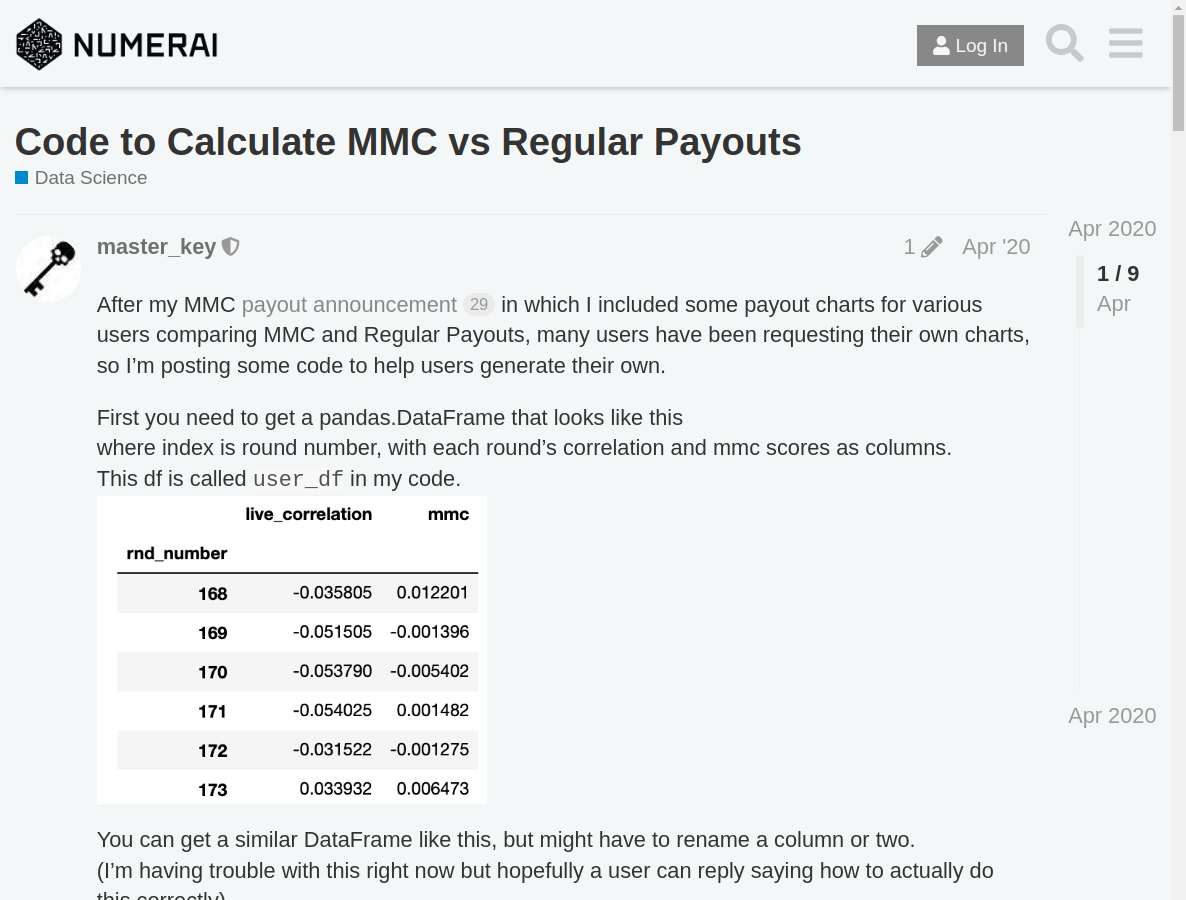 NUMERAI
Log In
Code to Calculate MMC vs Regular Payouts
Data Science
master_key 1 Apr '20
After my MMC payout announcement 29 in which I included some payout charts for various
users comparing MMC and Regular Payouts, many users have been requesting their own charts,
so I’m posting some code to help users generate their own.
First you need to get a pandas.DataFrame that looks like this
where index is round number, with each round’s correlation and mmc scores as columns.
This df is called user_df in my code.
live_correlation mmc
rnd_number
168 -0.035805 0.012201
169 -0.051505 -0.001396
170 -0.053790 -0.005402
171 -0.054025 0.001482
172 -0.031522 -0.001275
173 0.033932 0.006473
You can get a similar DataFrame like this, but might have to rename a column or two.
(I’m having trouble with this right now but hopefully a user can reply saying how to actually do
this correctly)
Apr 2020
1 / 9
Apr
Apr 2020